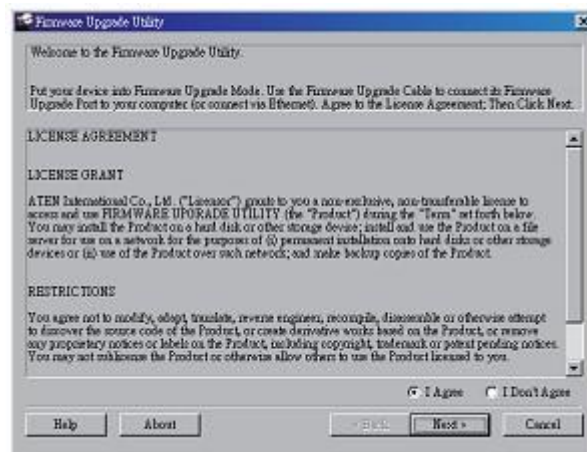 Firmware Upgrade Utility
Welcome to the Firmware Upgrade Utility.
Put your device into Firmware Upgrade Mode. Use the Firmware Upgrade Cable to connect its Firmware
Upgrade Port to your computer (or connect via Ethernet). Agree to the License Agreement; Then Click Next.
LICENSE AGREEMENT
LICENSE GRANT
ATEN International Co., Ltd. ("Licensor") grants to you a non-exclusive, non-transferable license to
access and use FIRMWARE UPGRADE UTILITY (the "Product") during the "Term" set forth below.
You may install the Product on a hard disk or other storage device; install and use the Product on a file
server for use on a network for the purposes of (i) permanent installation onto hard disks or other storage
devices or (ii) use of the Product over such network; and make backup copies of the Product.
RESTRICTIONS
You agree not to modify, adapt, translate, reverse engineer, recompile, disassemble or otherwise attempt
to discover the source code of the Product, or create derivative works based on the Product, or remove
any proprietary notices or labels on the Product, including copyright, trademark or patent pending notices.
You may not sublicense the Product or otherwise allow others to use the Product licensed to you.
I Agree I Don't Agree
Help About < Back Next > Cancel